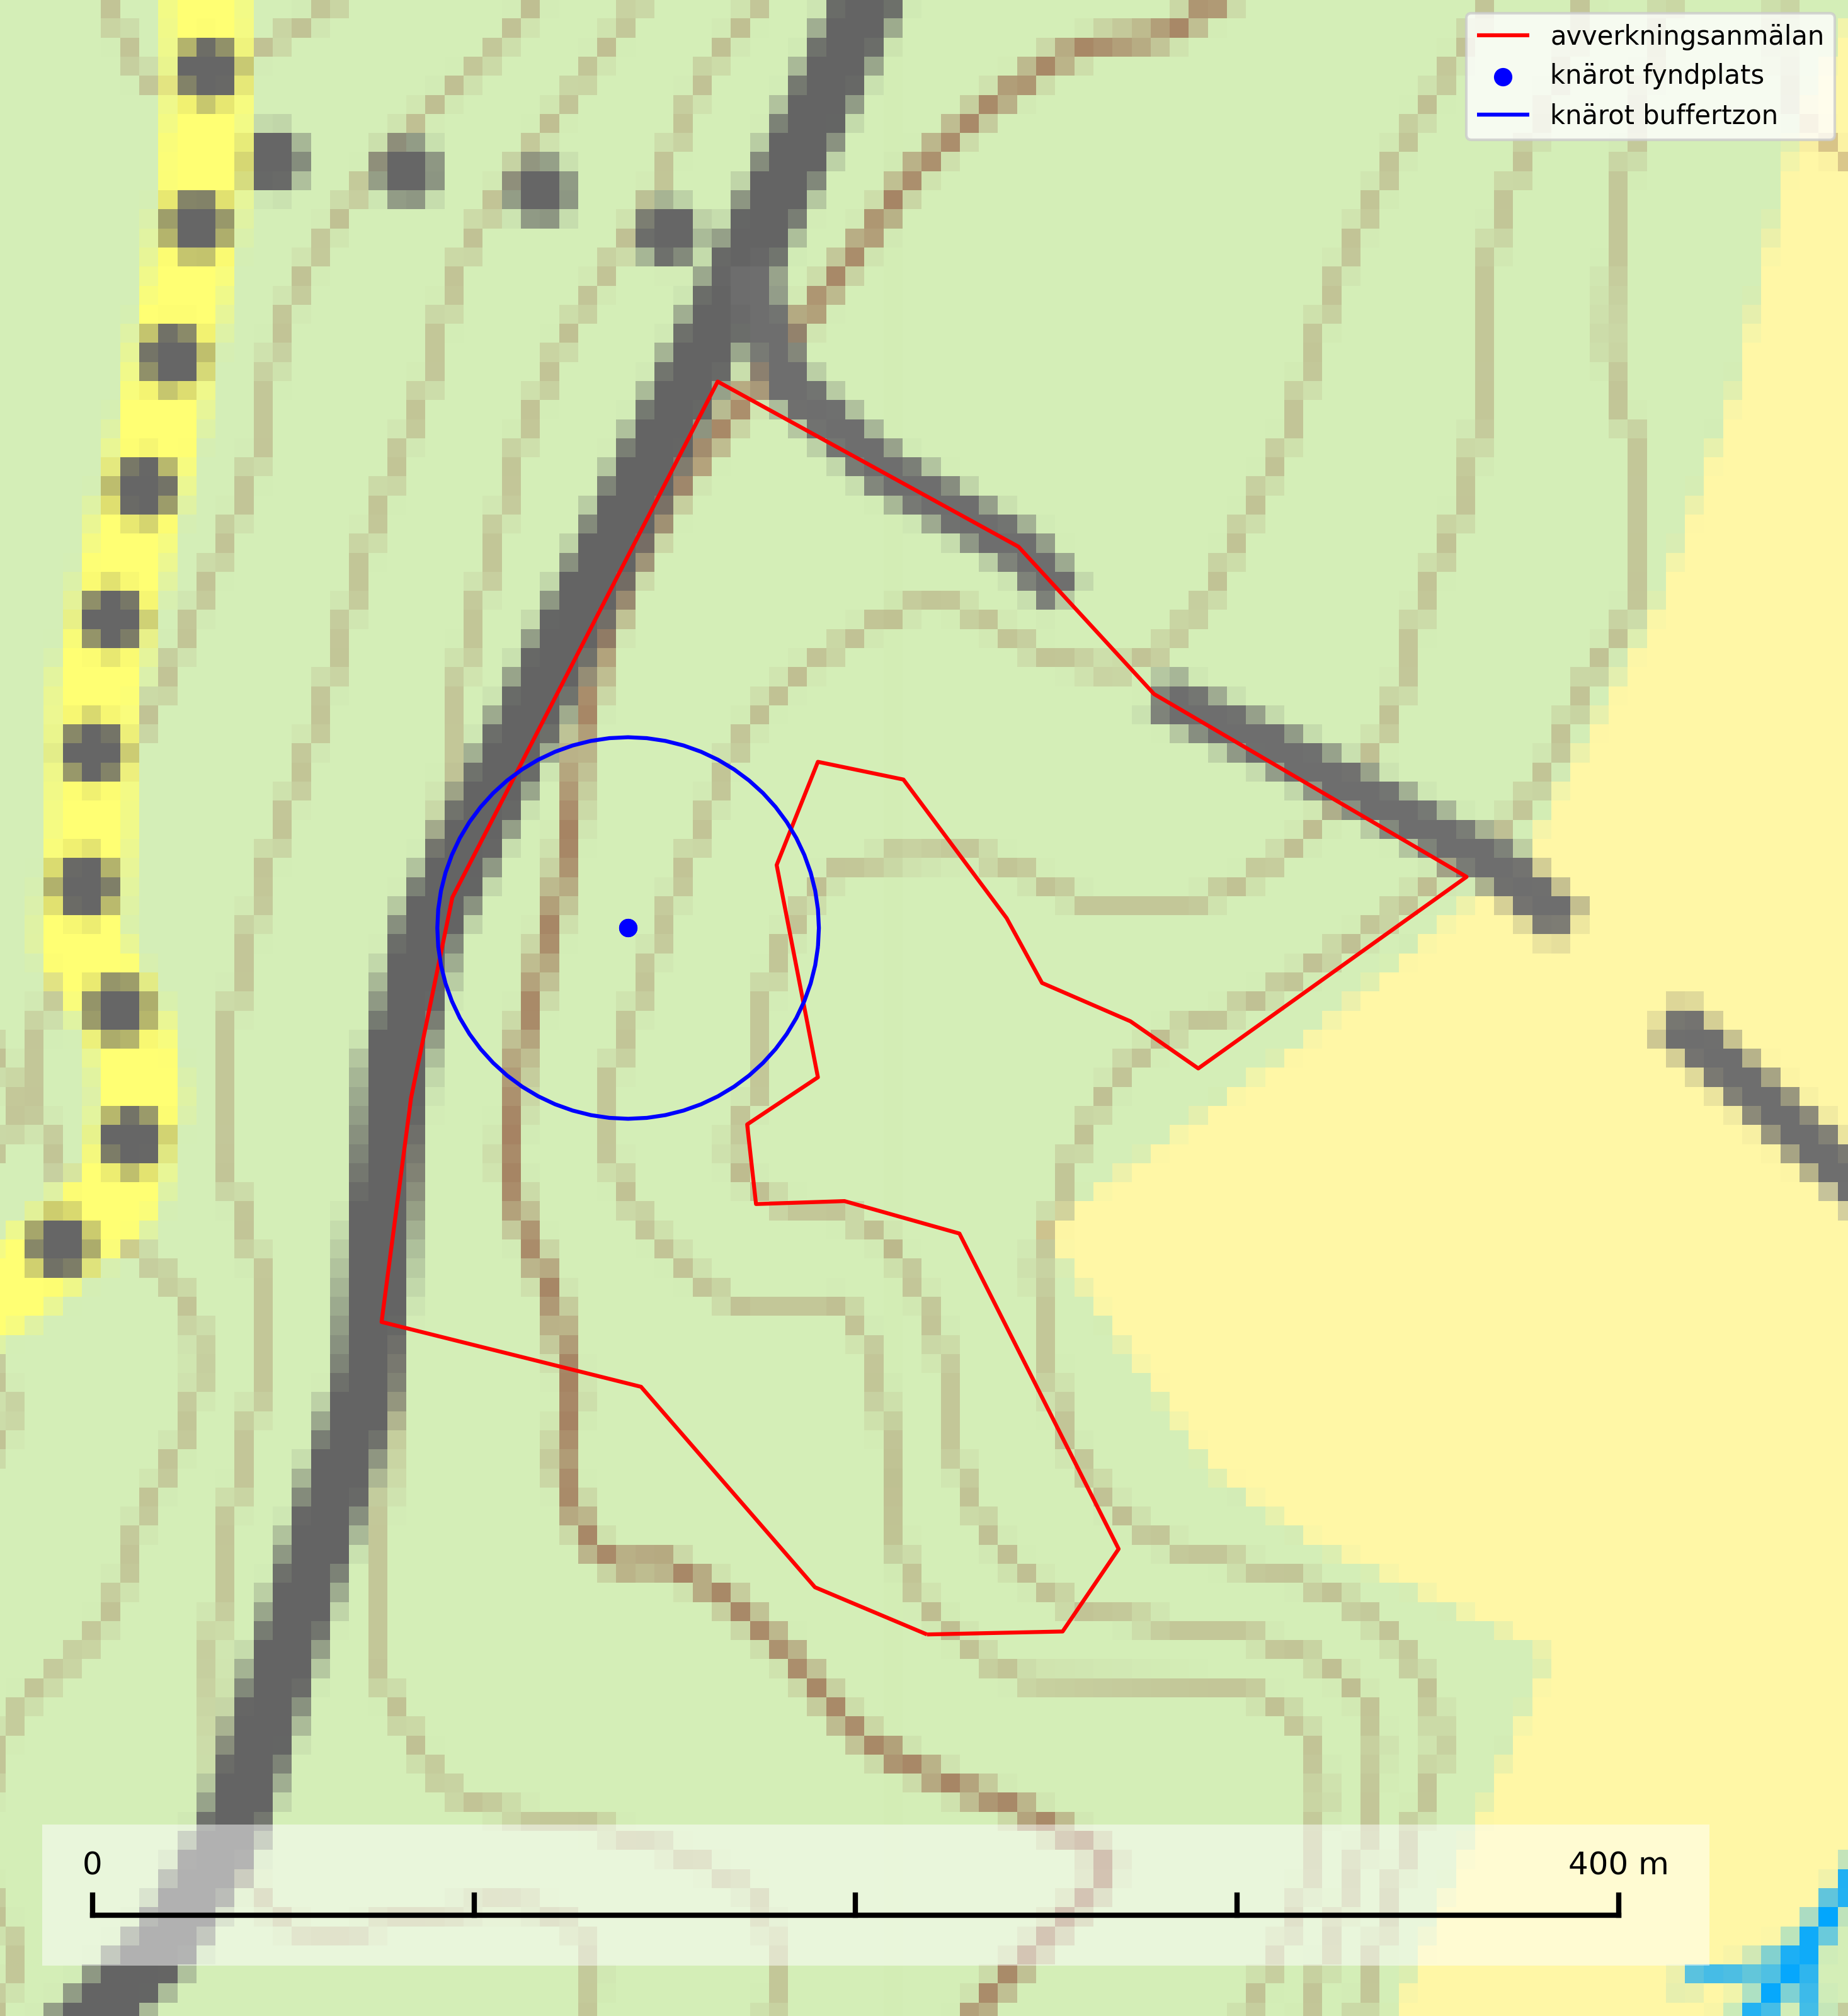 avverkningsanmälan
knärot fyndplats
knärot buffertzon
0 400 m